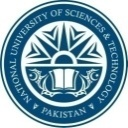 NATIONAL UNIVERSITY OF SCIENCES & TECHNOLOGY
PAKISTAN